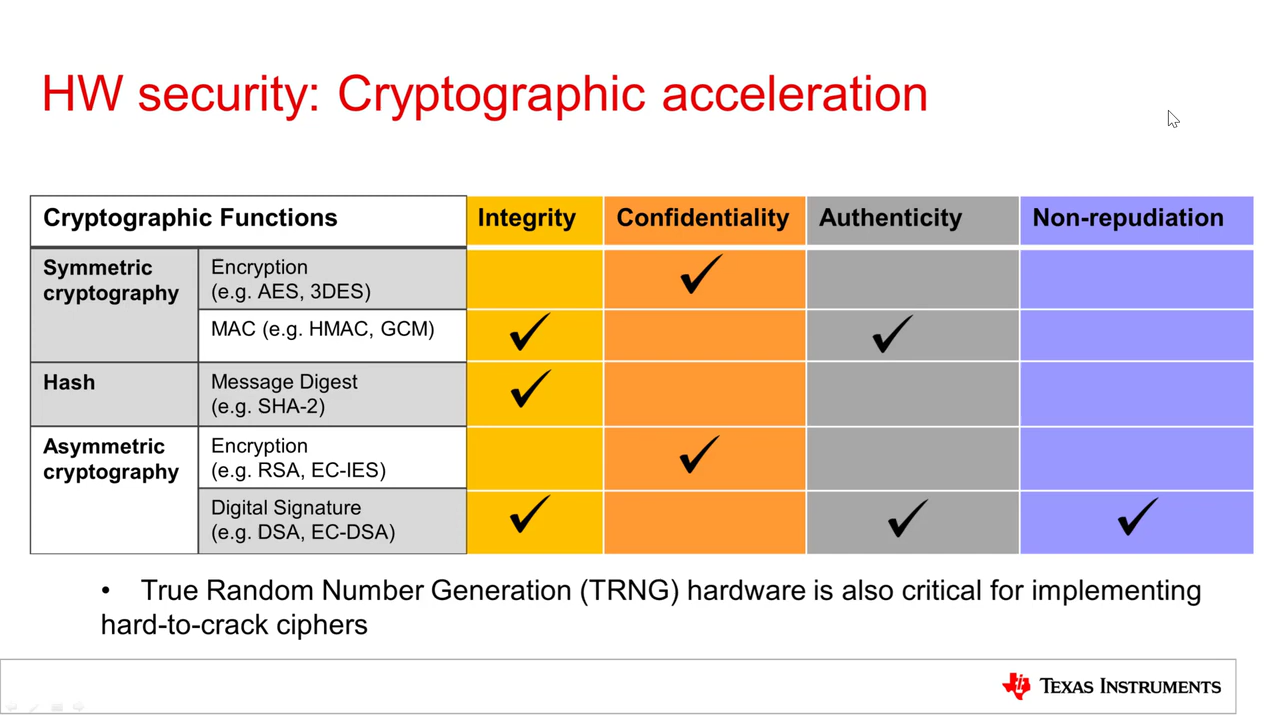 HW security: Cryptographic acceleration
Cryptographic Functions
Integrity
Confidentiality
Authenticity
Non-repudiation
Symmetric
cryptography
Encryption
(e.g. AES, 3DES)
✓
MAC (e.g. HMAC, GCM)
✓
✓
Hash
Message Digest
(e.g. SHA-2)
✓
Asymmetric
cryptography
Encryption
(e.g. RSA, EC-IES)
✓
Digital Signature
(e.g. DSA, EC-DSA)
✓
✓
✓
• True Random Number Generation (TRNG) hardware is also critical for implementing
hard-to-crack ciphers
TEXAS INSTRUMENTS